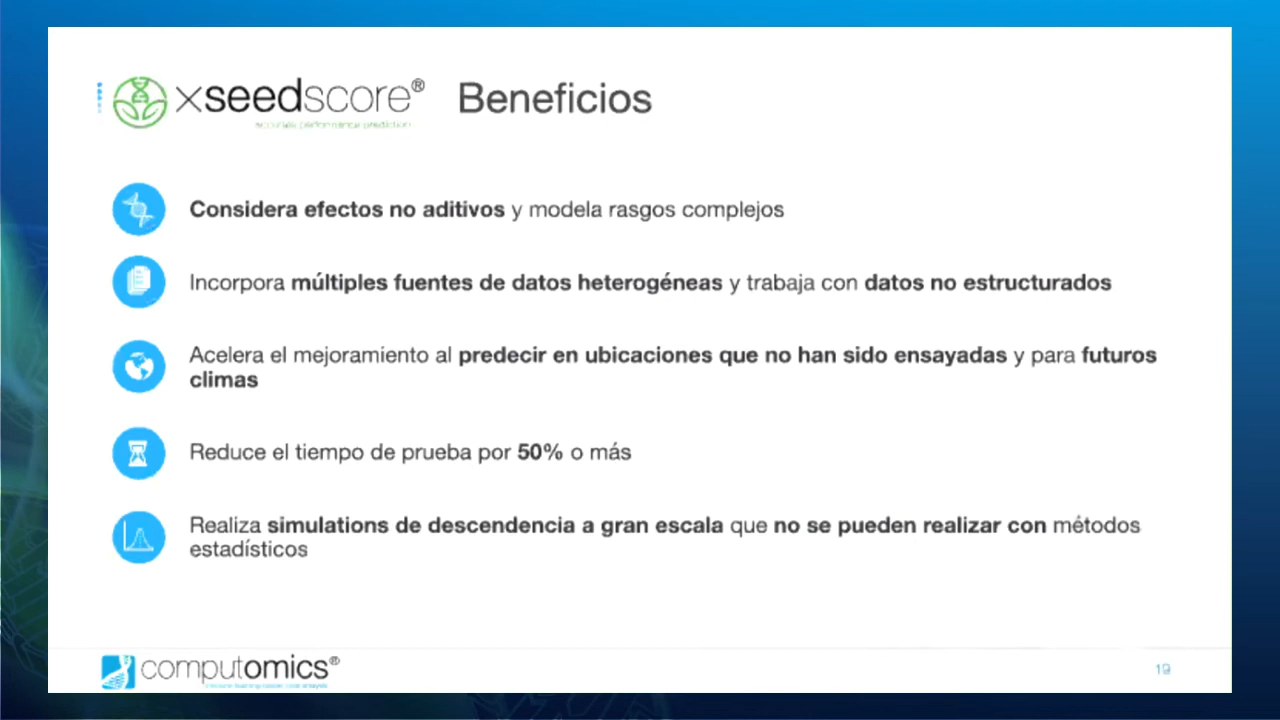 xseedscore® Beneficios
accurate performance prediction
Considera efectos no aditivos y modela rasgos complejos
Incorpora múltiples fuentes de datos heterogéneas y trabaja con datos no estructurados
Acelera el mejoramiento al predecir en ubicaciones que no han sido ensayadas y para futuros
climas
Reduce el tiempo de prueba por 50% o más
Realiza simulations de descendencia a gran escala que no se pueden realizar con métodos
estadísticos
computomics®
19